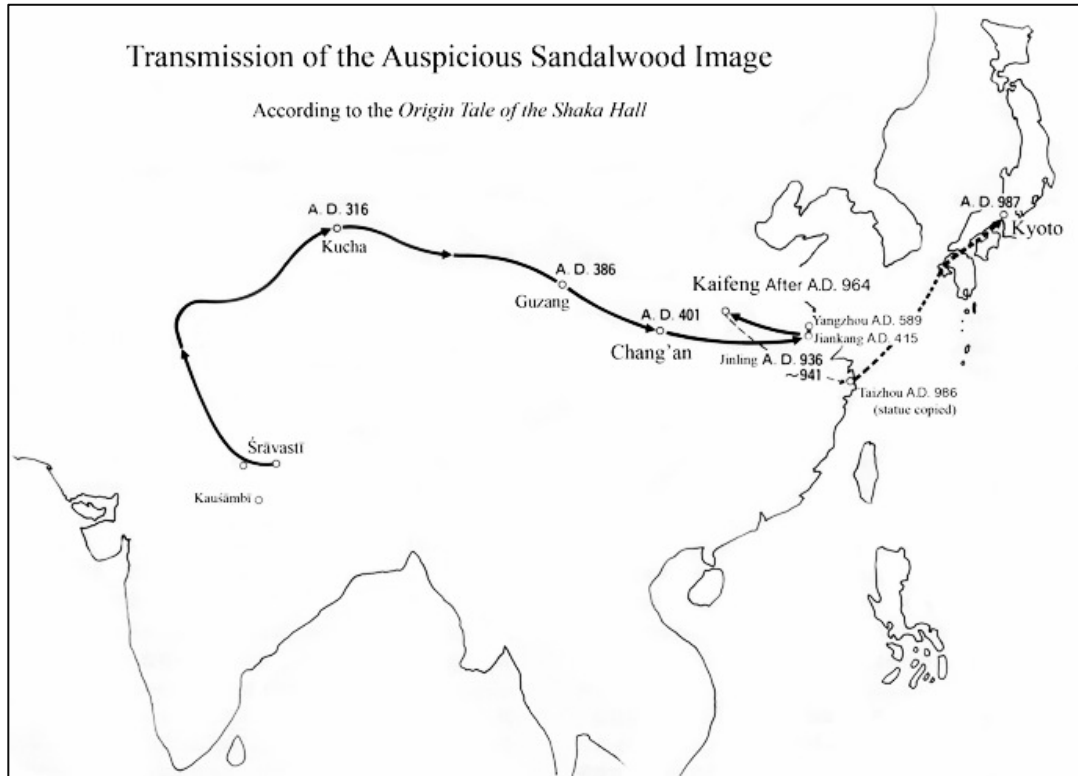 Transmission of the Auspicious Sandalwood Image
According to the Origin Tale of the Shaka Hall
A. D. 316
Kucha
A. D. 386
Guzang
A. D. 401
Chang'an
Kaifeng After A.D. 964
Yangzhou A.D. 589
Jiankang A.D. 415
Jinling A. D. 936
~941
Taizhou A.D. 986
(statue copied)
A. D. 987
Kyoto
Śrāvastī
Kauśāmbī